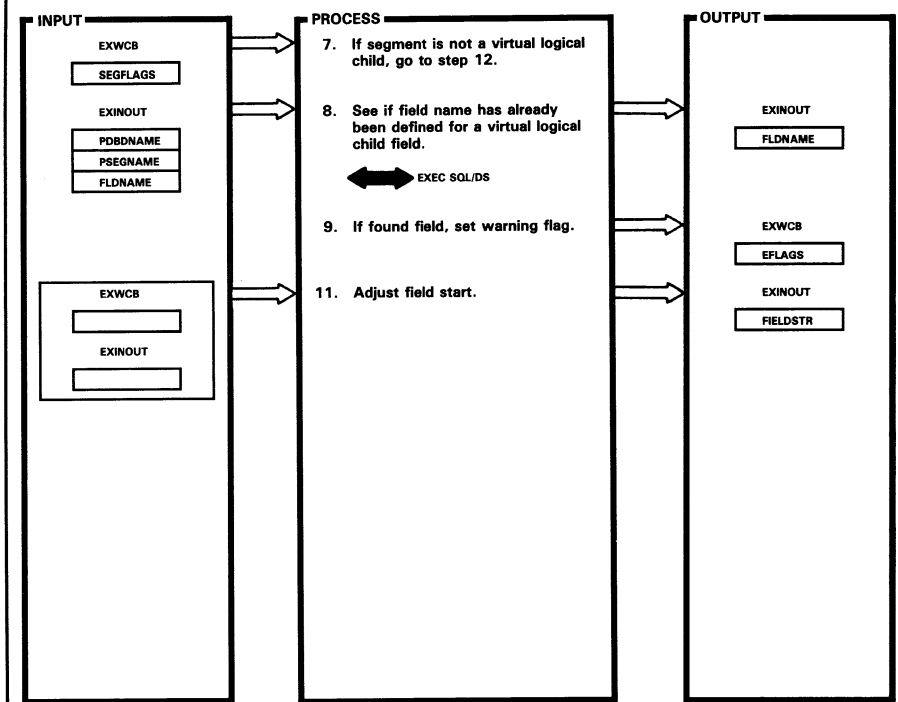 INPUT
EXWCB
SEGFLAGS
EXINOUT
PDBDNAME
PSEGNAME
FLDNAME
EXWCB
EXINOUT
PROCESS
7. If segment is not a virtual logical
child, go to step 12.
8. See if field name has already
been defined for a virtual logical
child field.
EXEC SQL/DS
9. If found field, set warning flag.
11. Adjust field start.
OUTPUT
EXINOUT
FLDNAME
EXWCB
EFLAGS
EXINOUT
FIELDSTR